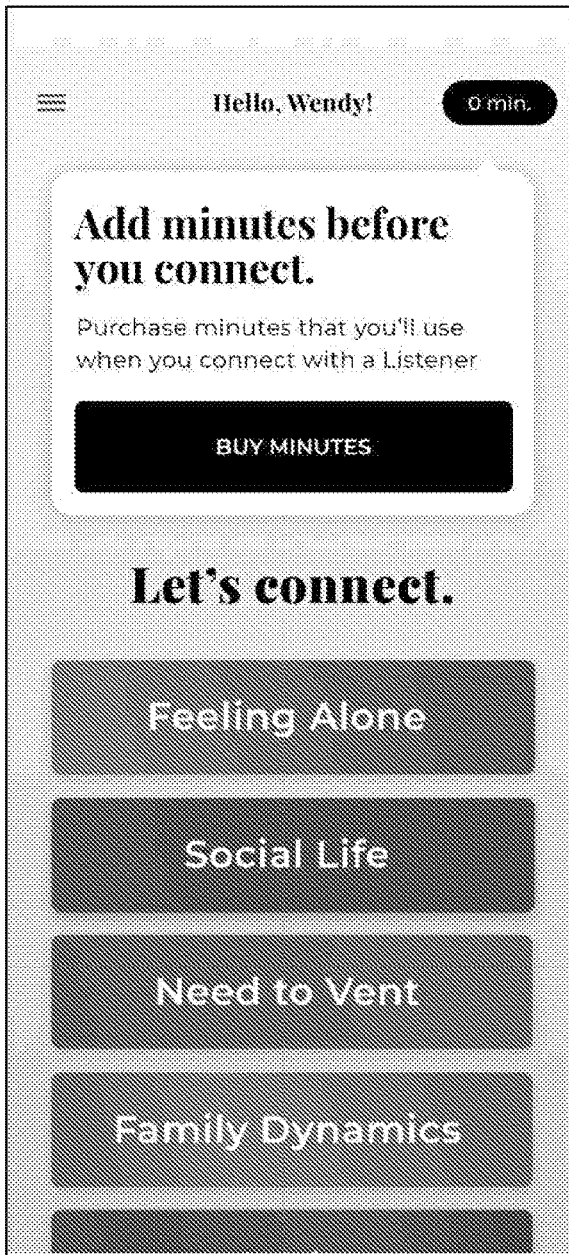 Hello, Wendy!
0 min.
Add minutes before
you connect.
Purchase minutes that you'll use
when you connect with a Listener
BUY MINUTES
Let's connect.
Feeling Alone
Social Life
Need to Vent
Family Dynamics